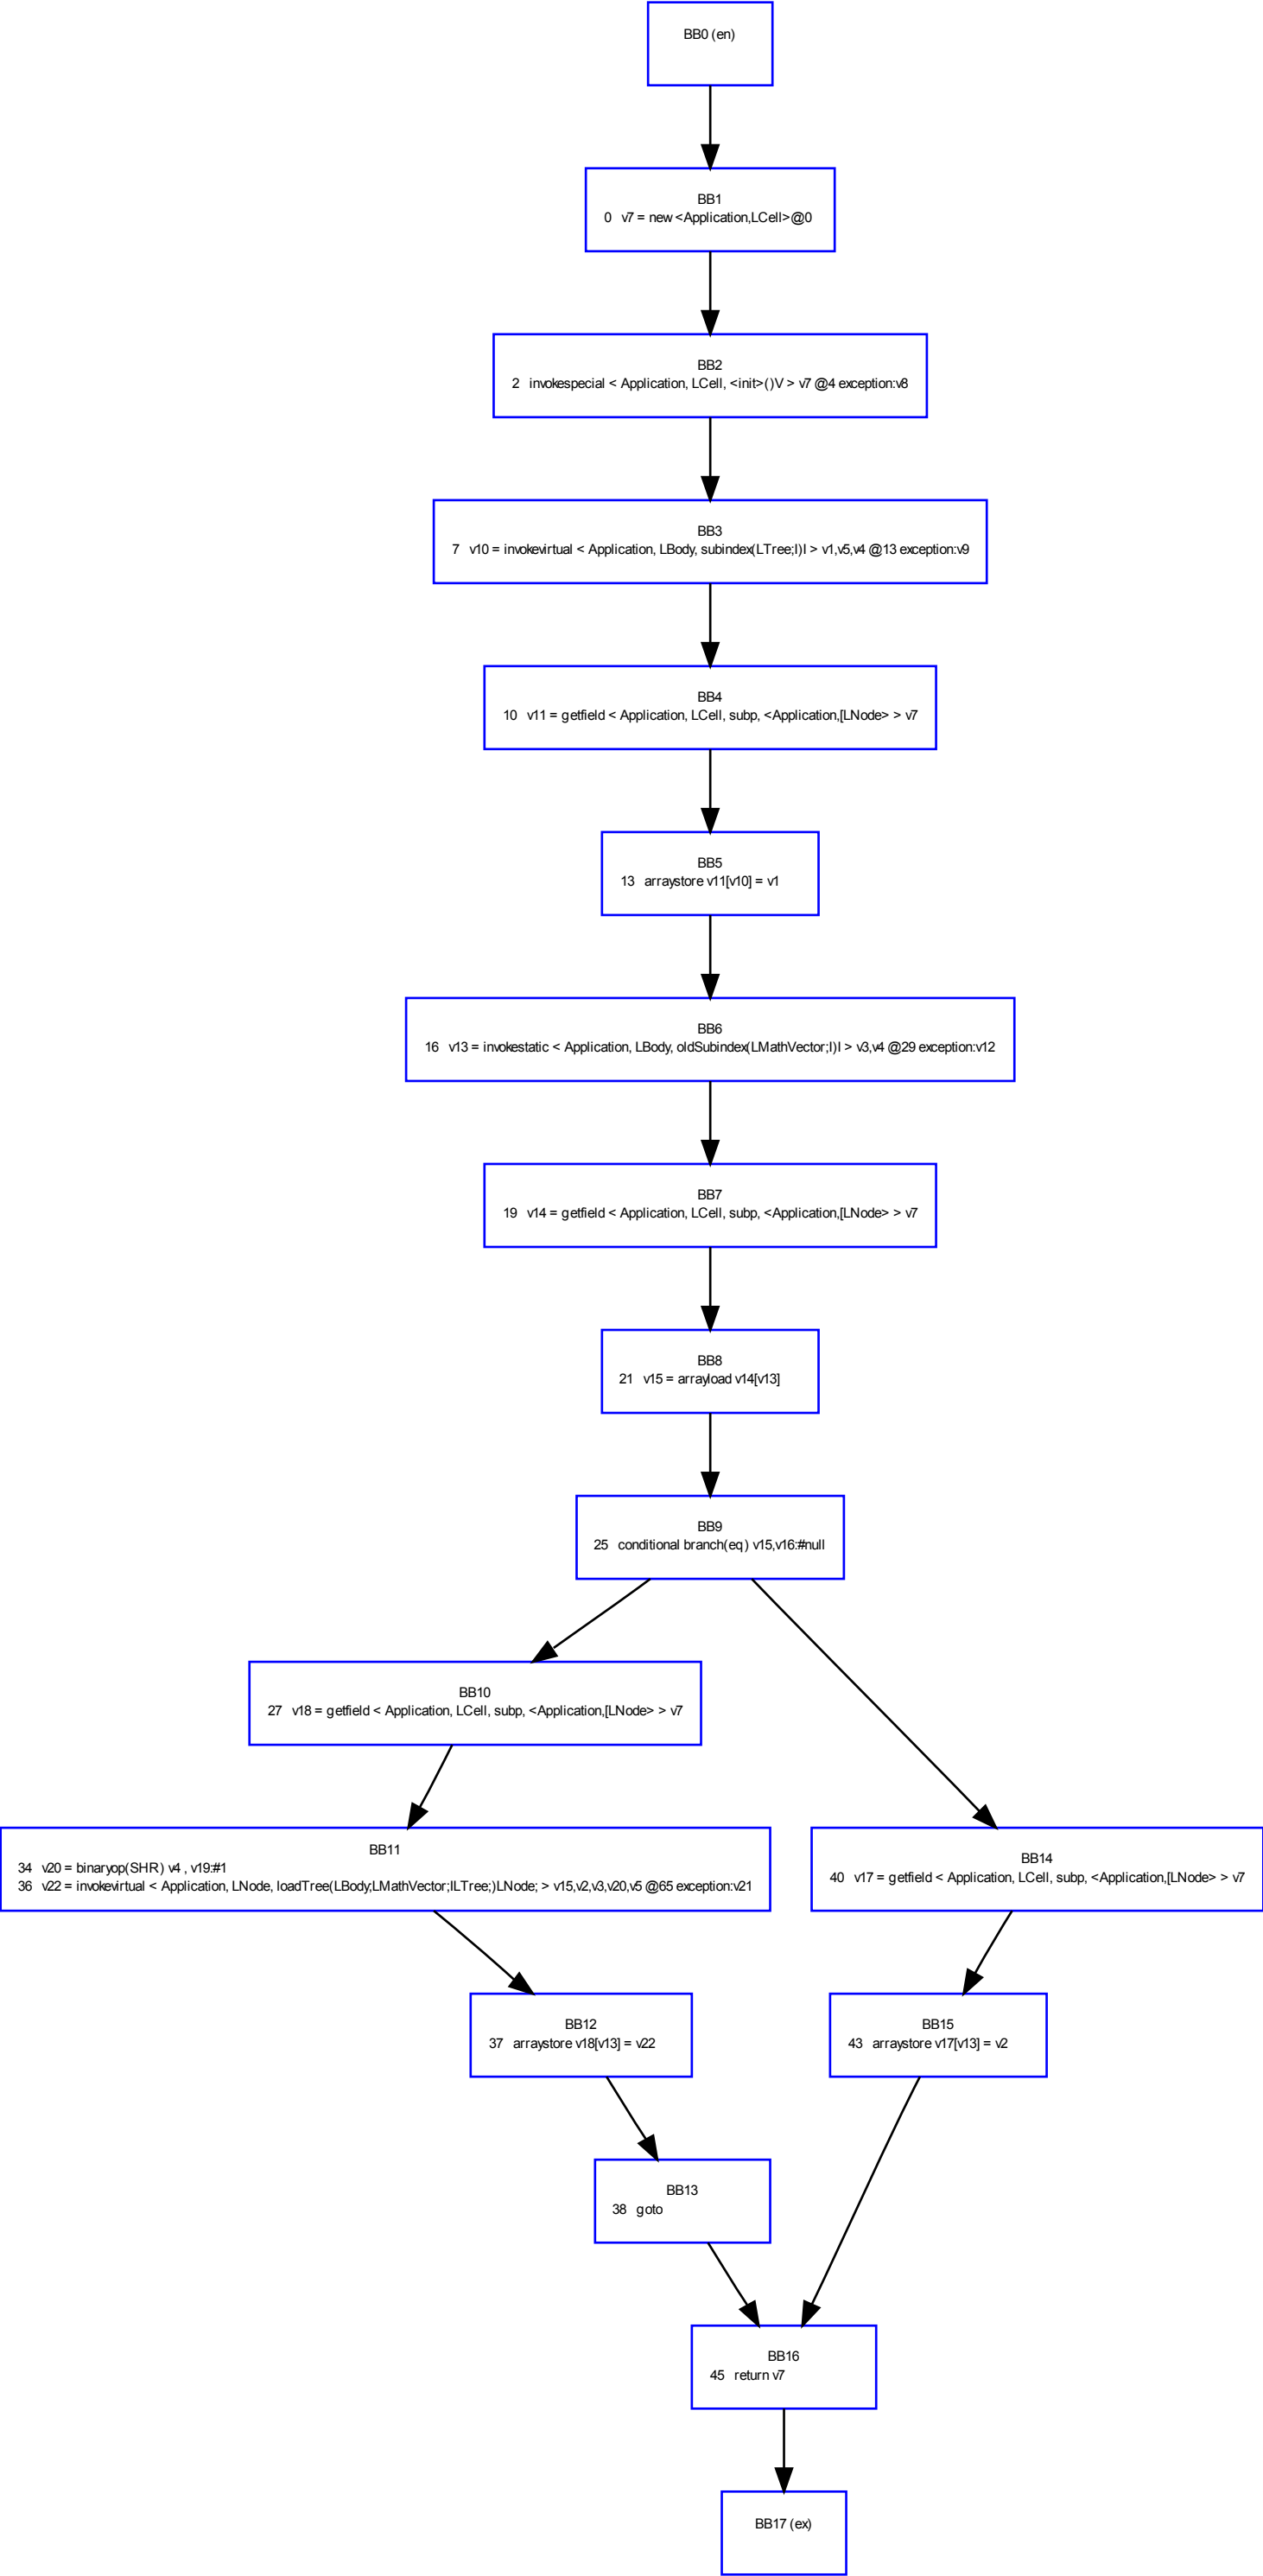 BB0 (en)
BB1
0 v7 = new <Application,LCell>@0
BB2
2 invokespecial < Application, LCell, <init>()V > v7 @4 exception:v8
BB3
7 v10 = invokevirtual < Application, LBody, subindex(LTree;I)I > v1,v5,v4 @13 exception:v9
BB4
10 v11 = getfield < Application, LCell, subp, <Application,[LNode> > v7
BB5
13 arraystore v11[v10] = v1
BB6
16 v13 = invokestatic < Application, LBody, oldSubindex(LMathVector;I)I > v3,v4 @29 exception:v12
BB7
19 v14 = getfield < Application, LCell, subp, <Application,[LNode> > v7
BB8
21 v15 = arrayload v14[v13]
BB9
25 conditional branch(eq) v15,v16:#null
BB10
27 v18 = getfield < Application, LCell, subp, <Application,[LNode> > v7
BB11
34 v20 = binaryop(SHR) v4 , v19:#1
36 v22 = invokevirtual < Application, LNode, loadTree(LBody;LMathVector;ILTree;)LNode; > v15,v2,v3,v20,v5 @65 exception:v21
BB14
40 v17 = getfield < Application, LCell, subp, <Application,[LNode> > v7
BB12
37 arraystore v18[v13] = v22
BB15
43 arraystore v17[v13] = v2
BB13
38 goto
BB16
45 return v7
BB17 (ex)